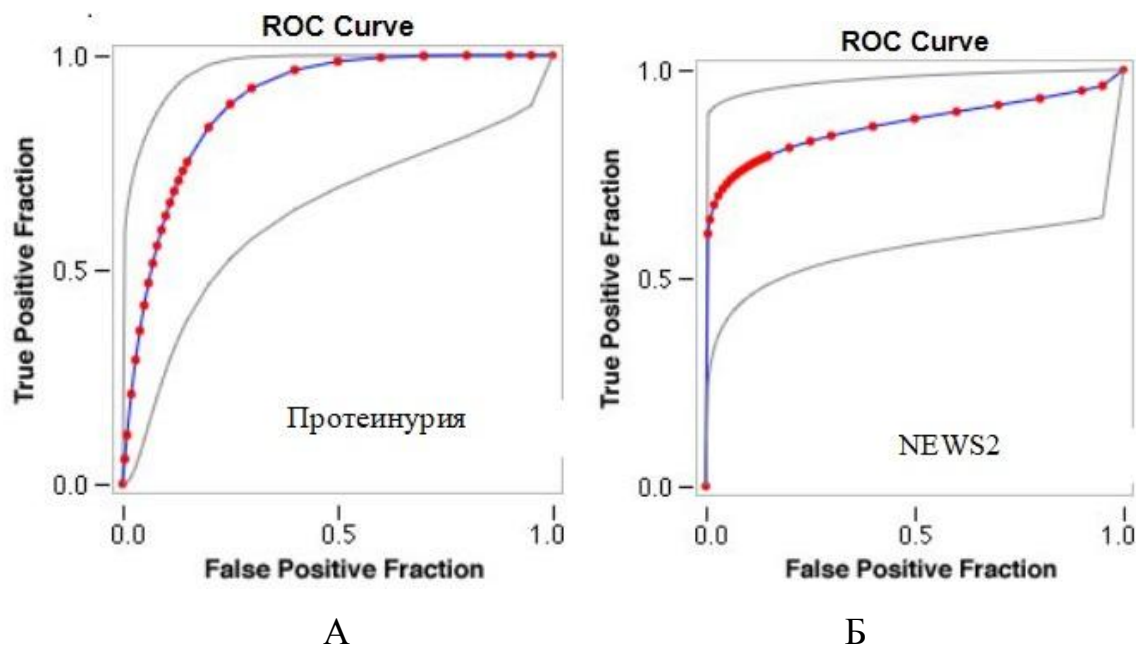 ROC Curve
1.0
0.5
0.0
True Positive Fraction
Протеинурия
0.0 0.5 1.0
False Positive Fraction
А
ROC Curve
1.0
0.5
0.0
True Positive Fraction
NEWS2
0.0 0.5 1.0
False Positive Fraction
Б